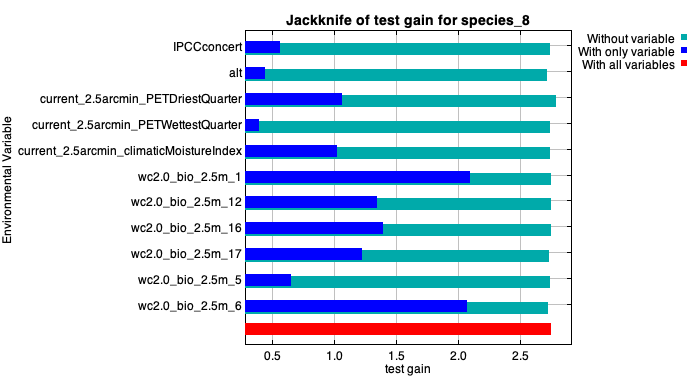 Jackknife of test gain for species_8
Without variable
With only variable
With all variables
Environmental Variable
IPCCconcert
alt
current_2.5arcmin_PETDriestQuarter
current_2.5arcmin_PETWettestQuarter
current_2.5arcmin_climaticMoistureIndex
wc2.0_bio_2.5m_1
wc2.0_bio_2.5m_12
wc2.0_bio_2.5m_16
wc2.0_bio_2.5m_17
wc2.0_bio_2.5m_5
wc2.0_bio_2.5m_6
0.5 1.0 1.5 2.0 2.5
test gain